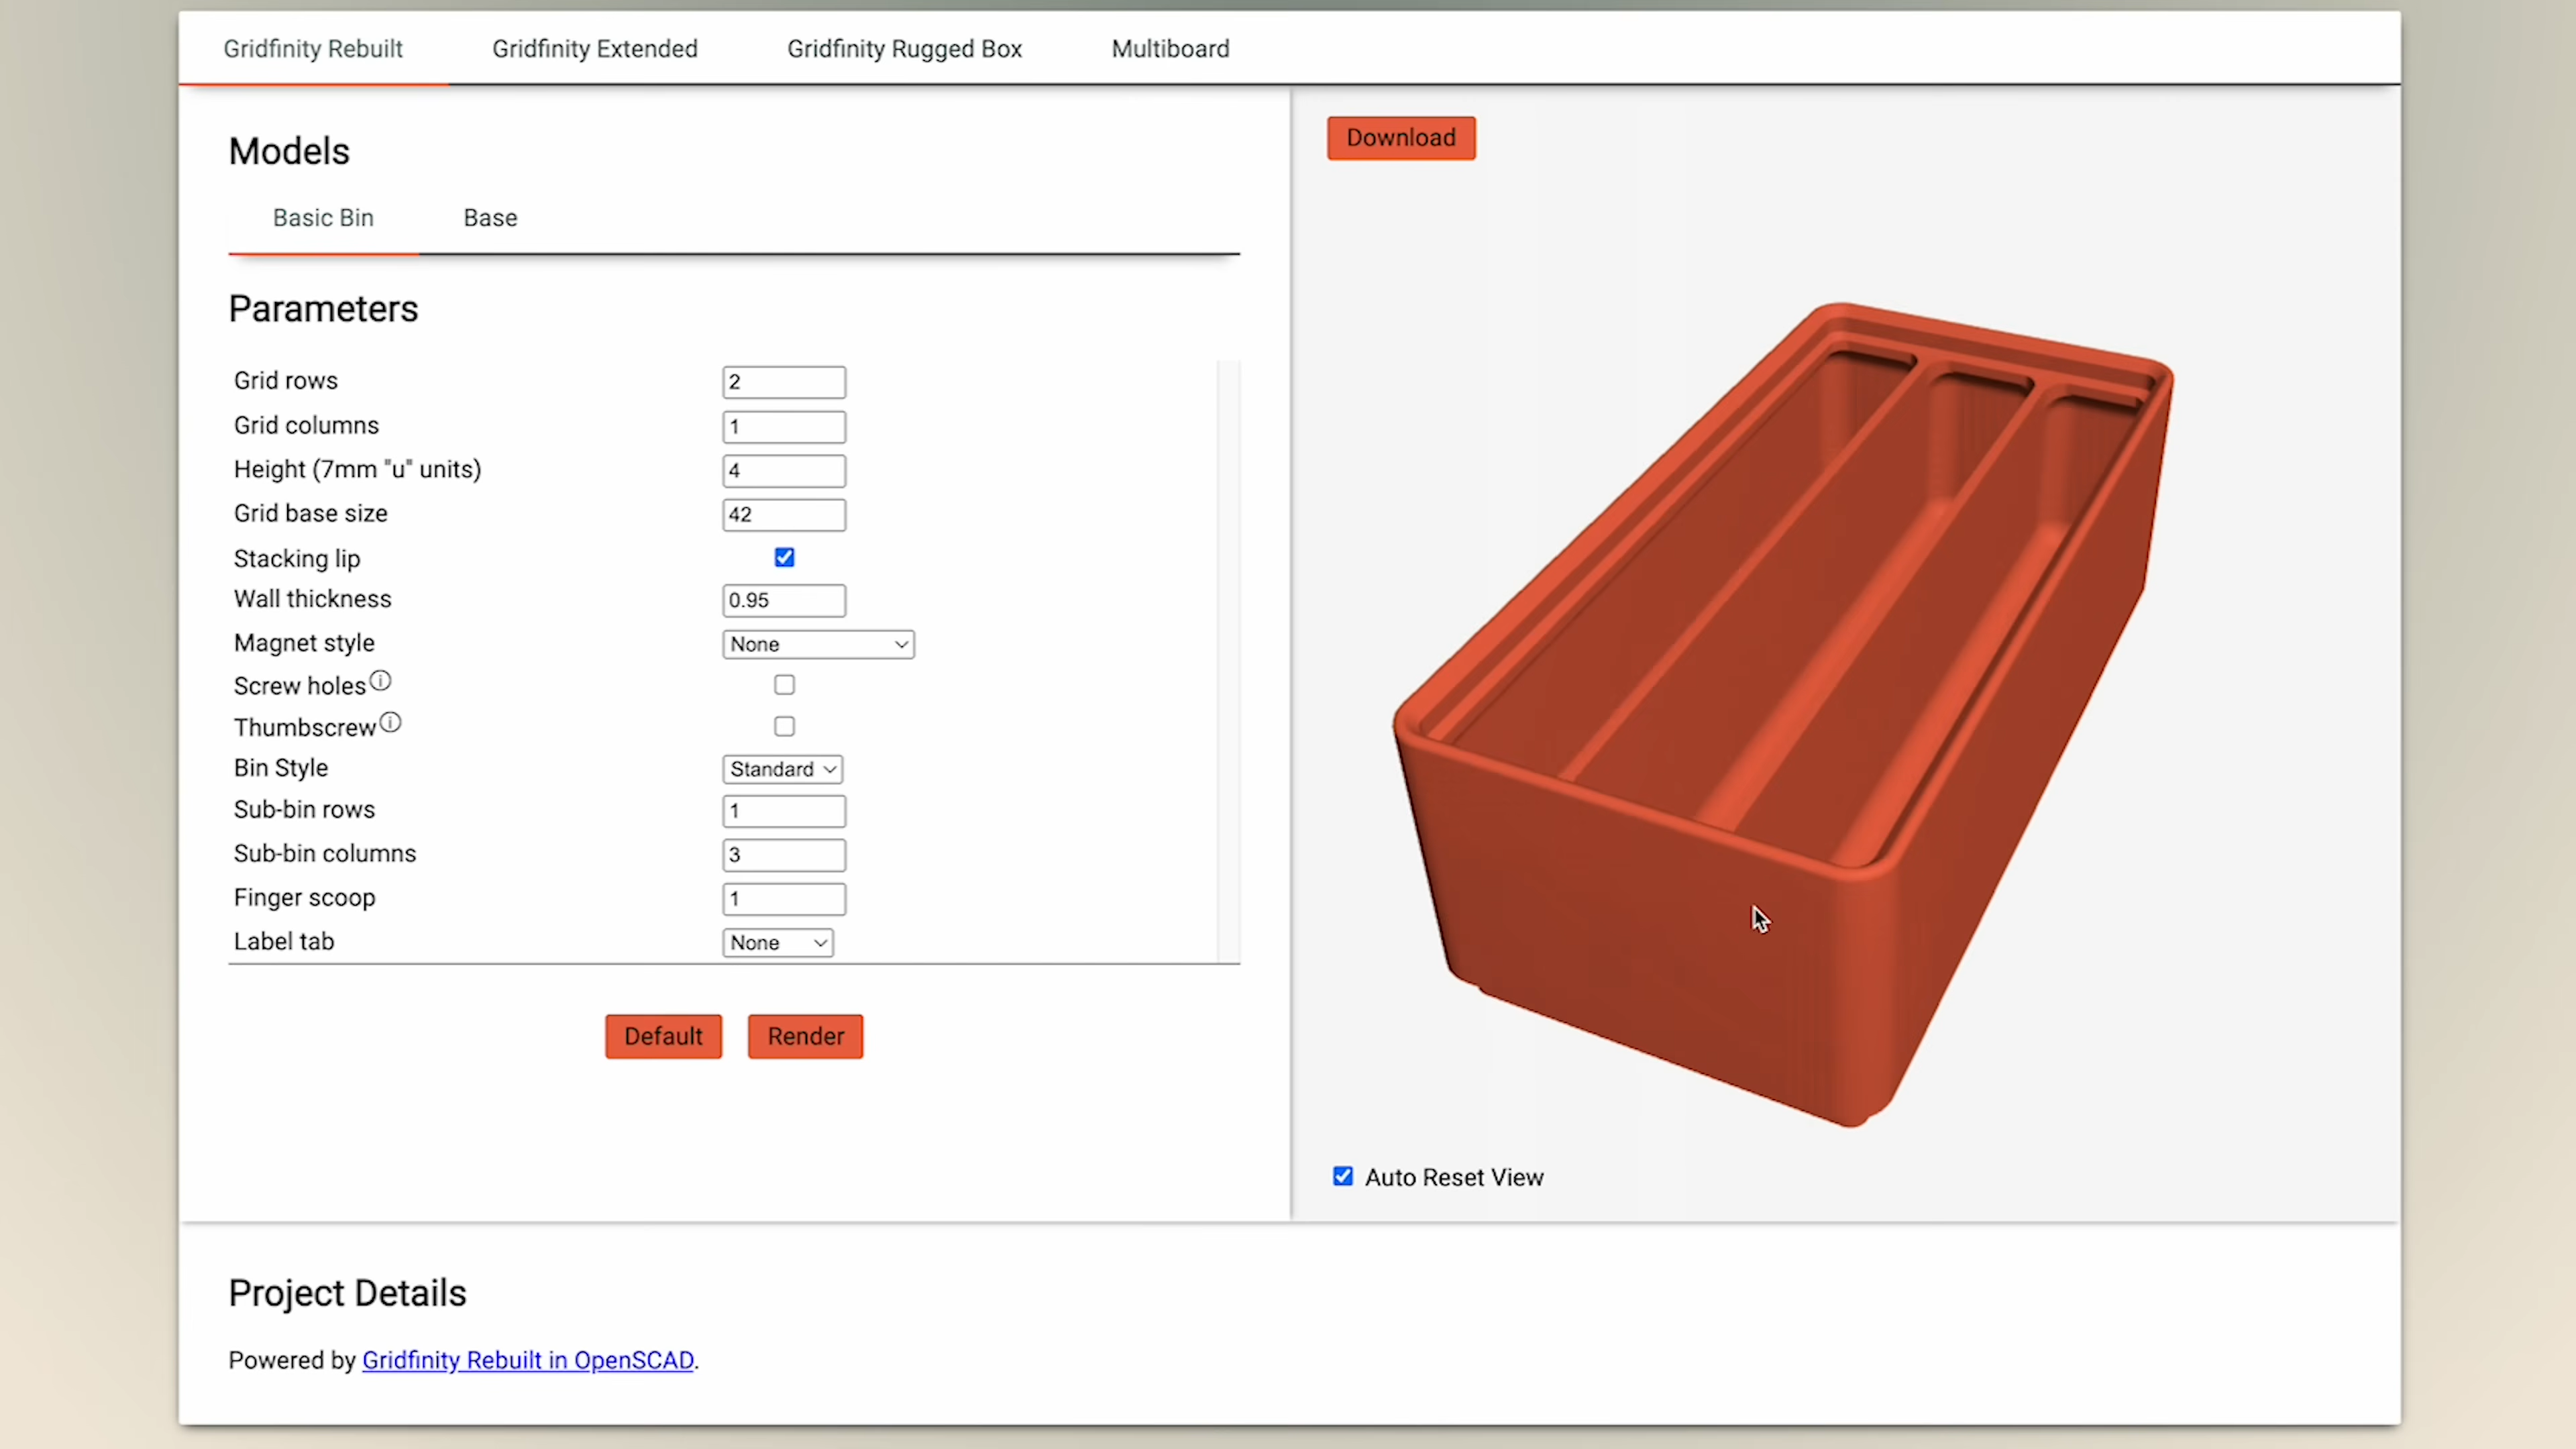 Gridfinity Rebuilt
Gridfinity Extended
Gridfinity Rugged Box
Multiboard
Models
Basic Bin
Base
Parameters
Grid rows 2
Grid columns 1
Height (7mm "u" units) 4
Grid base size 42
Stacking lip
Wall thickness 0.95
Magnet style None
Screw holes ⓘ
Thumbscrew ⓘ
Bin Style Standard
Sub-bin rows 1
Sub-bin columns 3
Finger scoop 1
Label tab None
Default
Render
Download
Auto Reset View
Project Details
Powered by Gridfinity Rebuilt in OpenSCAD.